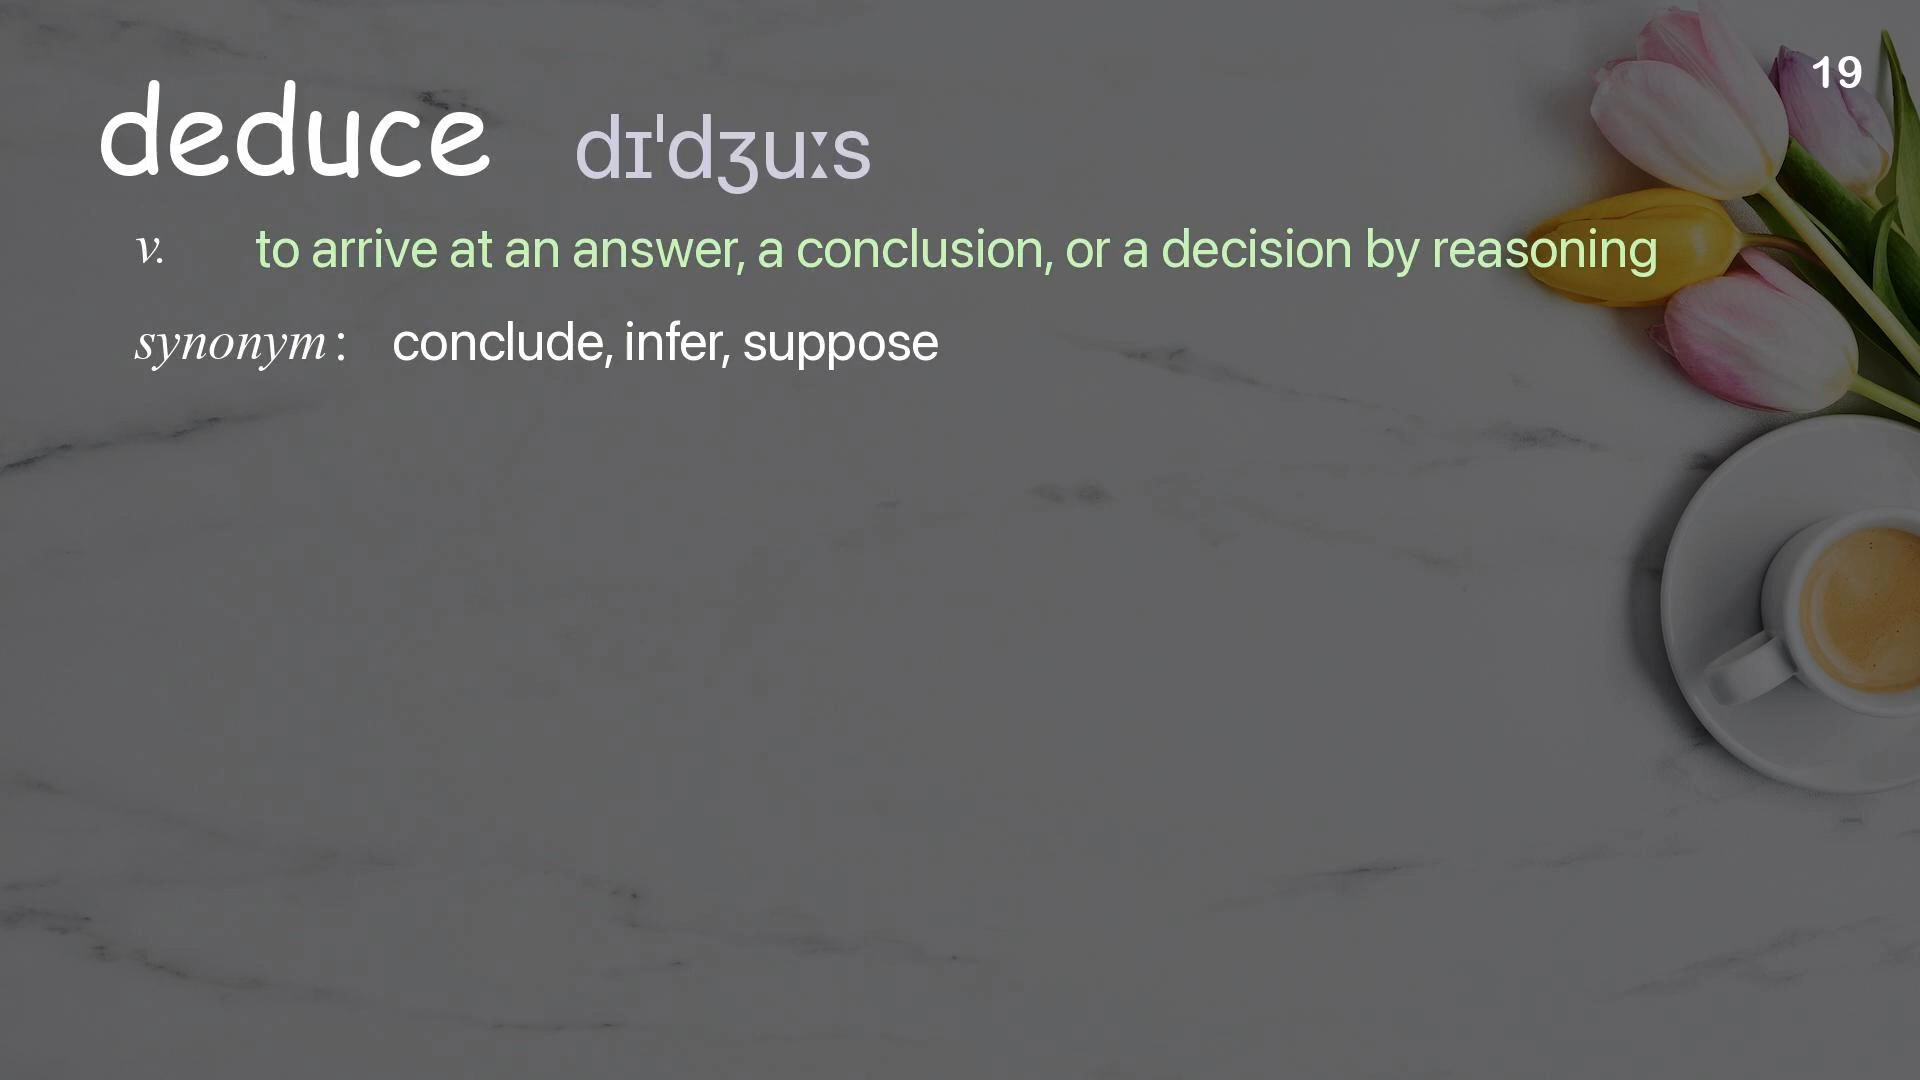 19
deduce dɪˈdʒuːs
v. to arrive at an answer, a conclusion, or a decision by reasoning
synonym : conclude, infer, suppose